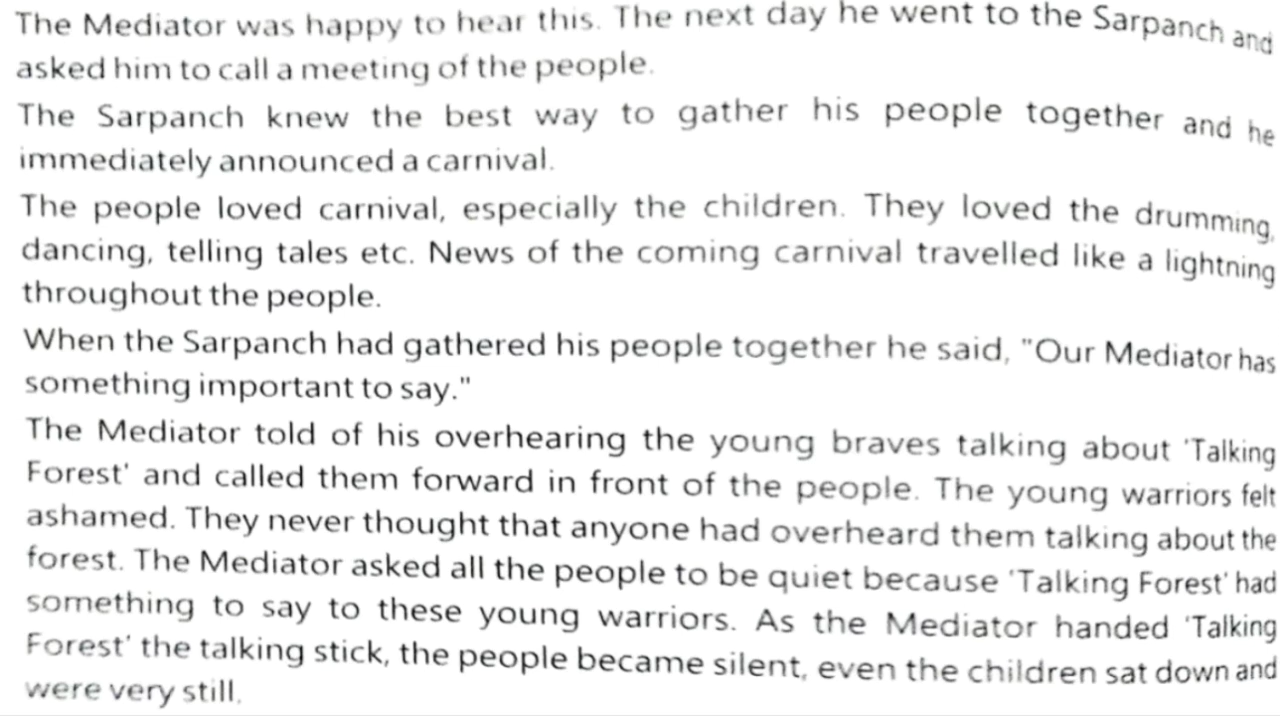 The Mediator was happy to hear this. The next day he went to the Sarpanch and
asked him to call a meeting of the people.
The Sarpanch knew the best way to gather his people together and he
immediately announced a carnival.
The people loved carnival, especially the children. They loved the drumming,
dancing, telling tales etc. News of the coming carnival travelled like a lightning
throughout the people.
When the Sarpanch had gathered his people together he said, "Our Mediator has
something important to say."
The Mediator told of his overhearing the young braves talking about 'Talking
Forest' and called them forward in front of the people. The young warriors felt
ashamed. They never thought that anyone had overheard them talking about the
forest. The Mediator asked all the people to be quiet because 'Talking Forest' had
something to say to these young warriors. As the Mediator handed 'Talking
Forest' the talking stick, the people became silent, even the children sat down and
were very still.